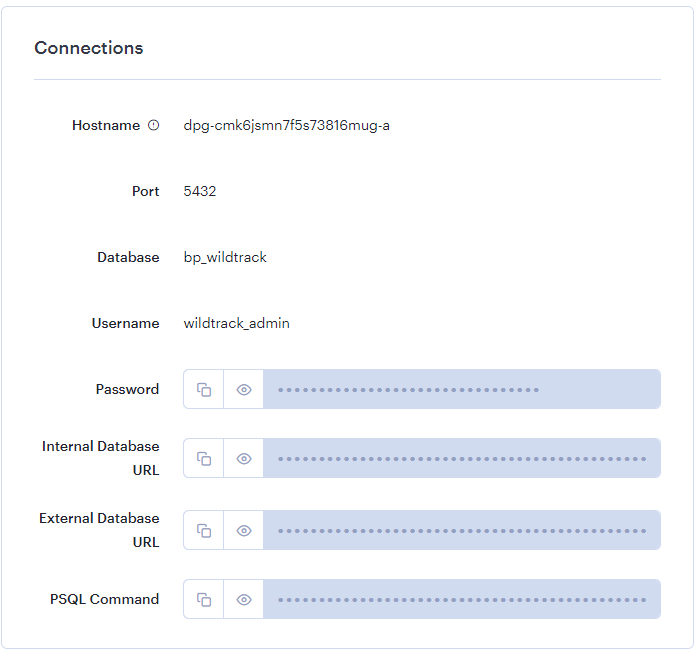 Connections
Hostname dpg-cmk6jsmn7f5s73816mug-a
Port 5432
Database bp_wildtrack
Username wildtrack_admin
Password
Internal Database
URL
External Database
URL
PSQL Command